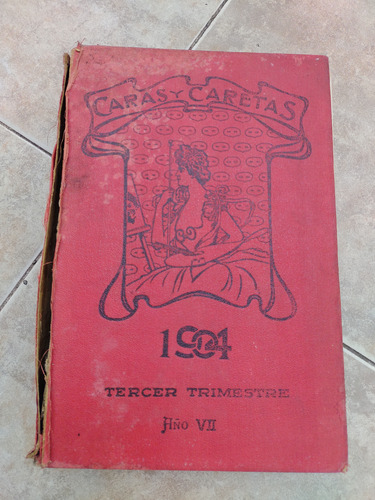 CARAS Y CARETAS
1904
TERCER TRIMESTRE
AÑO VII